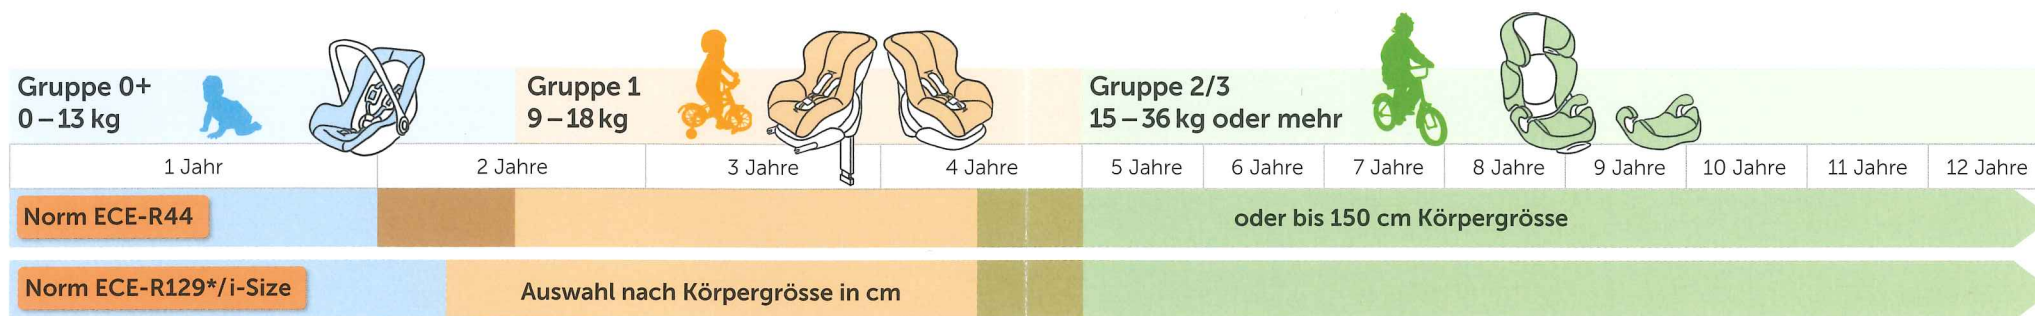 Gruppe 0+
0 – 13 kg
Gruppe 1
9 – 18 kg
Gruppe 2/3
15 – 36 kg oder mehr
1 Jahr
2 Jahre
3 Jahre
4 Jahre
5 Jahre
6 Jahre
7 Jahre
8 Jahre
9 Jahre
10 Jahre
11 Jahre
12 Jahre
Norm ECE-R44
oder bis 150 cm Körpergrösse
Norm ECE-R129*/i-Size
Auswahl nach Körpergrösse in cm